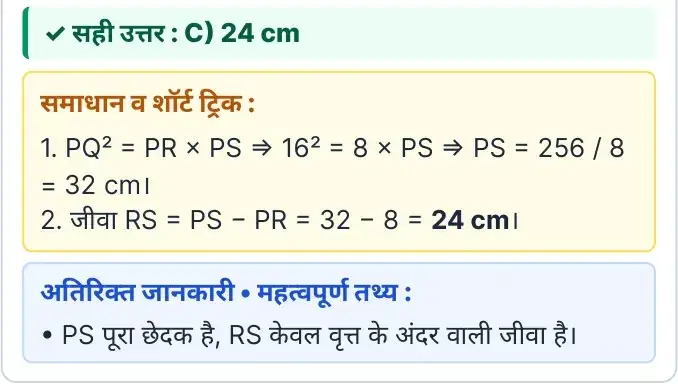 ✓ सही उत्तर : C) 24 cm
समाधान व शॉर्ट ट्रिक :
1. PQ² = PR × PS ⇒ 16² = 8 × PS ⇒ PS = 256 / 8
= 32 cm।
2. जीवा RS = PS − PR = 32 − 8 = 24 cm।
अतिरिक्त जानकारी • महत्वपूर्ण तथ्य :
• PS पूरा छेदक है, RS केवल वृत्त के अंदर वाली जीवा है।